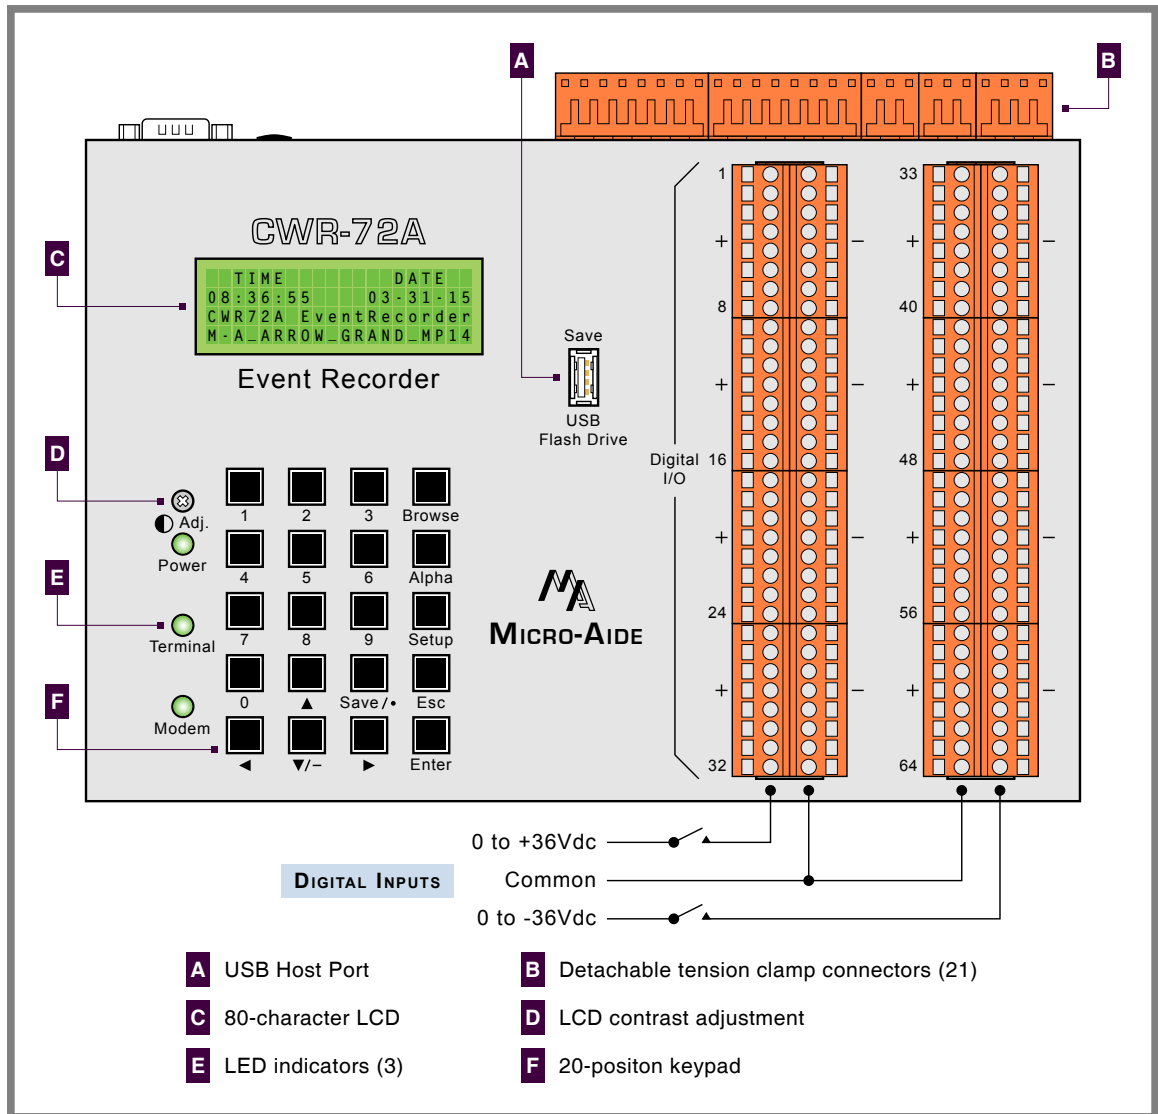 A
B
CWR-72A
C
TIME DATE
08:36:55 03-31-15
CWR72A EventRecorder
M-A_ARROW_GRAND_MP14
Event Recorder
Save
USB
Flash Drive
D
Adj.
Power
E
Terminal
F
Modem
1 2 3 Browse
4 5 6 Alpha
7 8 9 Setup
0 ▲ Save/• Esc
◄ ▼/– ► Enter
MA
MICRO-AIDE
Digital
I/O
1
+ –
8
+ –
16
+ –
24
+ –
32
33
+ –
40
+ –
48
+ –
56
+ –
64
0 to +36Vdc
DIGITAL INPUTS
Common
0 to -36Vdc
A USB Host Port
B Detachable tension clamp connectors (21)
C 80-character LCD
D LCD contrast adjustment
E LED indicators (3)
F 20-positon keypad